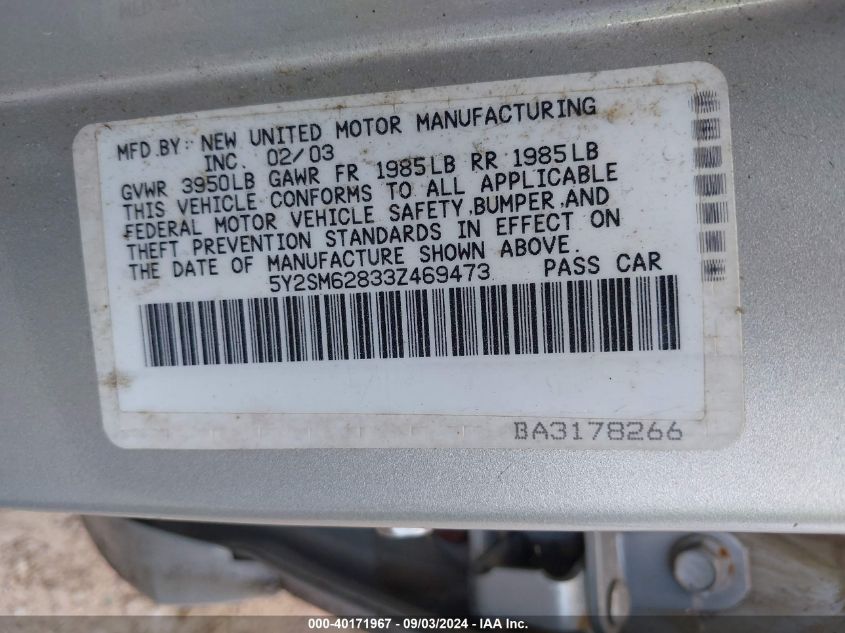 MFD.BY: NEW UNITED MOTOR MANUFACTURING
INC. 02/03
GVWR 3950LB GAWR FR 1985LB RR 1985LB
THIS VEHICLE CONFORMS TO ALL APPLICABLE
FEDERAL MOTOR VEHICLE SAFETY,BUMPER,AND
THEFT PREVENTION STANDARDS IN EFFECT ON
THE DATE OF MANUFACTURE SHOWN ABOVE.
5Y2SM62833Z469473 PASS CAR
BA3178266
000-40171967 - 09/03/2024 - IAA Inc.